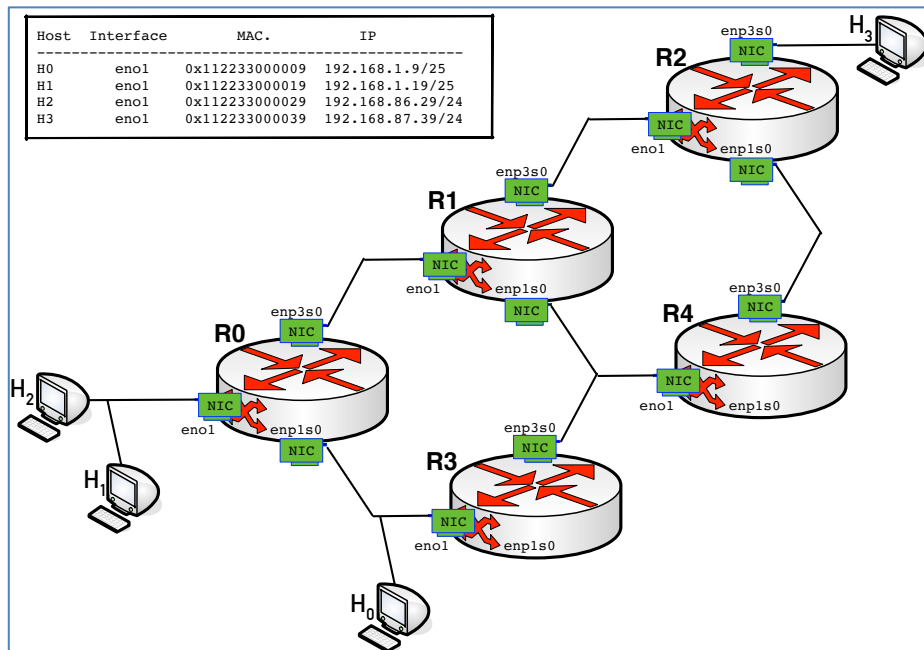 Host Interface MAC. IP
----------------------------------------------------
H0 eno1 0x112233000009 192.168.1.9/25
H1 eno1 0x112233000019 192.168.1.19/25
H2 eno1 0x112233000029 192.168.86.29/24
H3 eno1 0x112233000039 192.168.87.39/24
enp3s0
H3
R2
NIC
NIC
eno1
enp1s0
NIC
enp3s0
NIC
R1
NIC
eno1
enp1s0
NIC
enp3s0
NIC
R4
enp3s0
NIC
R0
NIC
eno1
enp1s0
H2
NIC
eno1
enp1s0
NIC
enp3s0
NIC
R3
H1
NIC
eno1
enp1s0
H0